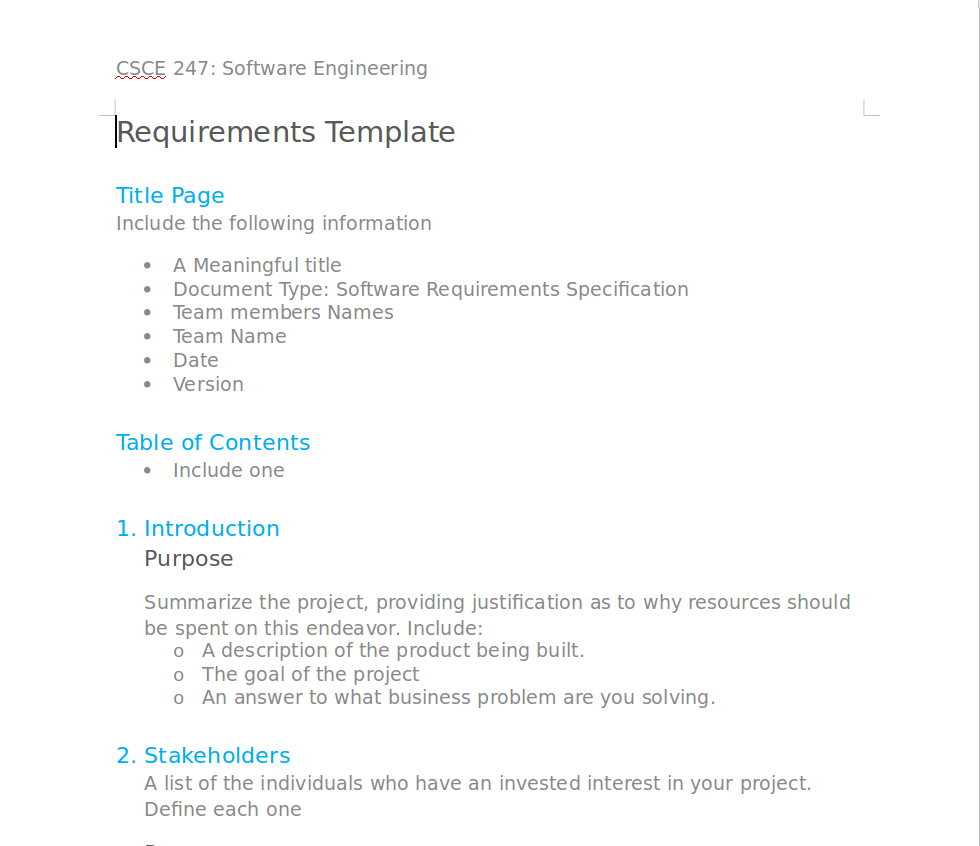 CSCE 247: Software Engineering
Requirements Template
Title Page
Include the following information
• A Meaningful title
• Document Type: Software Requirements Specification
• Team members Names
• Team Name
• Date
• Version
Table of Contents
• Include one
1. Introduction
Purpose
Summarize the project, providing justification as to why resources should
be spent on this endeavor. Include:
o A description of the product being built.
o The goal of the project
o An answer to what business problem are you solving.
2. Stakeholders
A list of the individuals who have an invested interest in your project.
Define each one